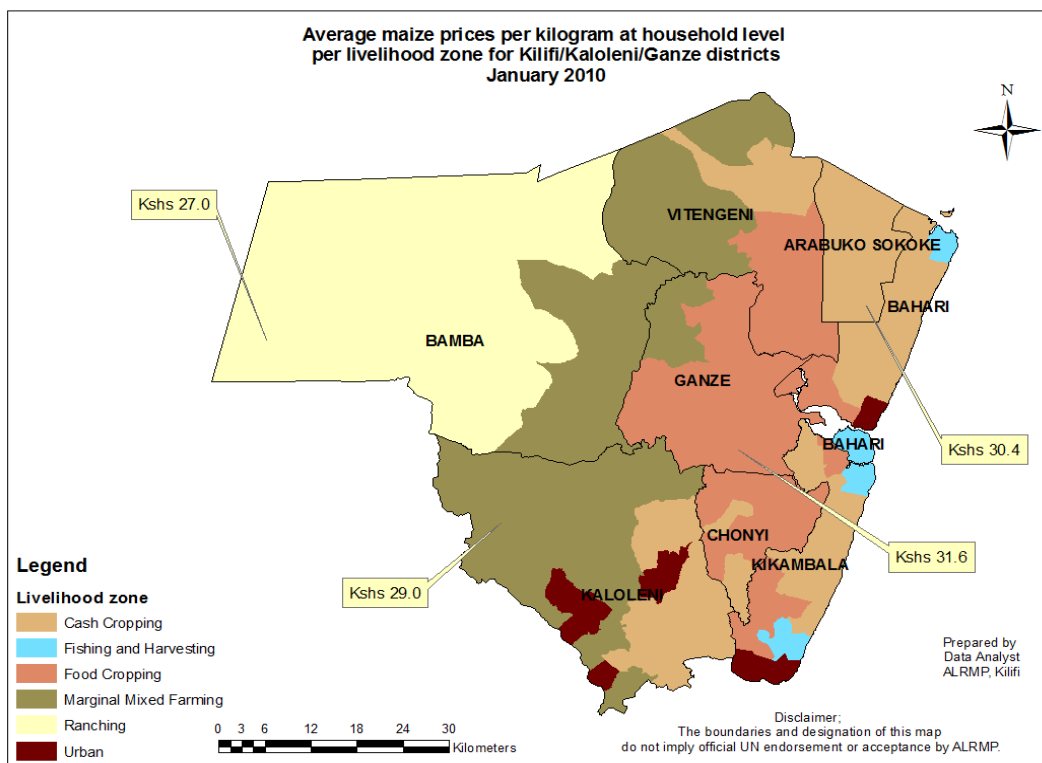 Average maize prices per kilogram at household level
per livelihood zone for Kilifi/Kaloleni/Ganze districts
January 2010
N
Kshs 27.0
VITENGENI
ARABUKO SOKOKE
BAHARI
BAMBA
GANZE
BAHARI
Kshs 30.4
CHONYI
Kshs 31.6
KIKAMBALA
Kshs 29.0
KALOLENI
Legend
Livelihood zone
Cash Cropping
Fishing and Harvesting
Food Cropping
Marginal Mixed Farming
Ranching
Urban
0 3 6 12 18 24 30
Kilometers
Prepared by
Data Analyst
ALRMP, Kilifi
Disclaimer;
The boundaries and designation of this map
do not imply official UN endorsement or acceptance by ALRMP.